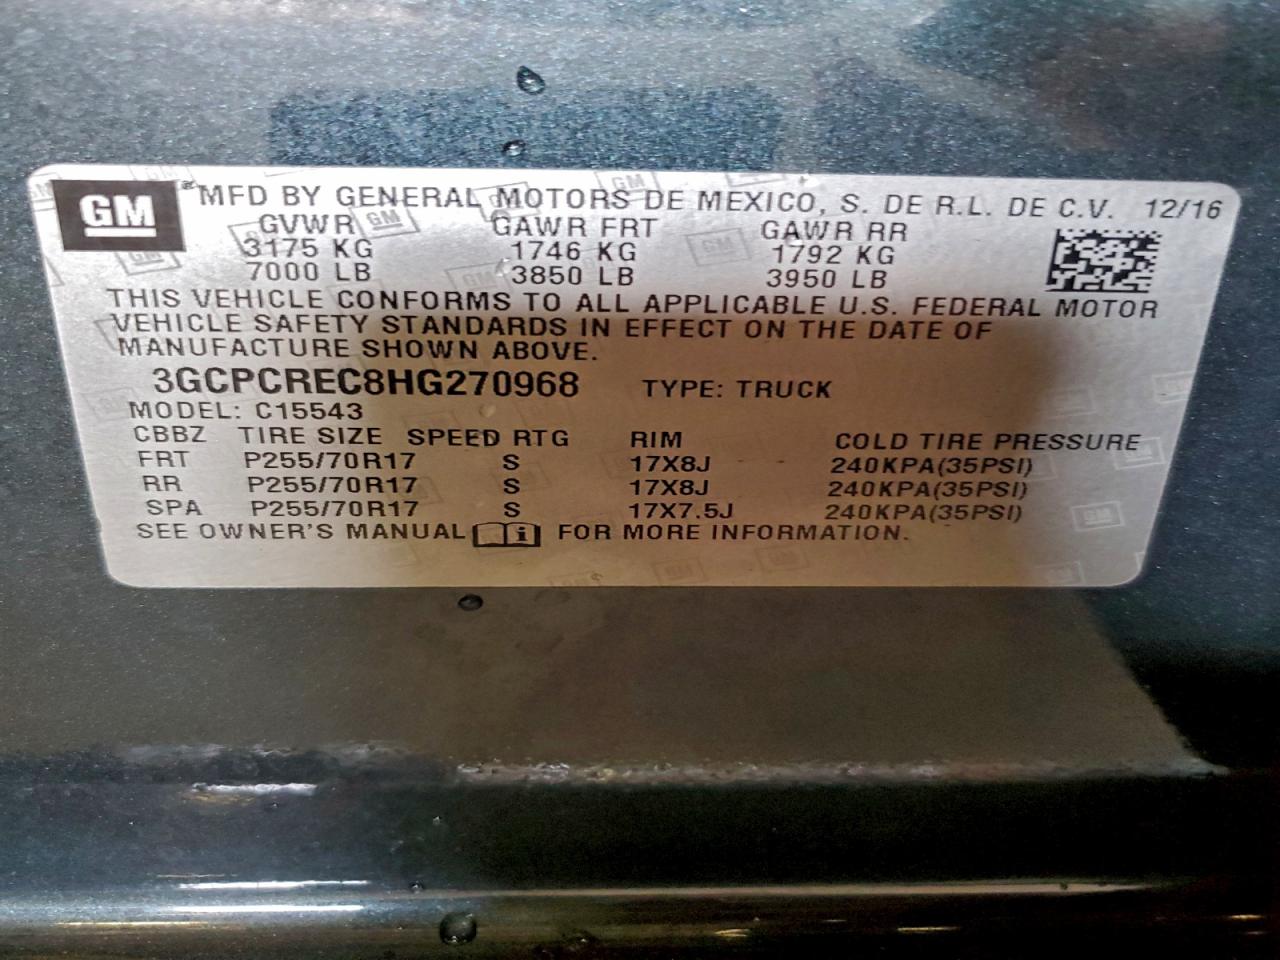 GM MFD BY GENERAL MOTORS DE MEXICO, S. DE R.L. DE C.V. 12/16
GVWR GAWR FRT GAWR RR
3175 KG 1746 KG 1792 KG
7000 LB 3850 LB 3950 LB
THIS VEHICLE CONFORMS TO ALL APPLICABLE U.S. FEDERAL MOTOR
VEHICLE SAFETY STANDARDS IN EFFECT ON THE DATE OF
MANUFACTURE SHOWN ABOVE.
3GCPCREC8HG270968 TYPE: TRUCK
MODEL: C15543
CBBZ TIRE SIZE SPEED RTG RIM COLD TIRE PRESSURE
FRT P255/70R17 S 17X8J 240KPA(35PSI)
RR P255/70R17 S 17X8J 240KPA(35PSI)
SPA P255/70R17 S 17X7.5J 240KPA(35PSI)
SEE OWNER'S MANUAL FOR MORE INFORMATION.